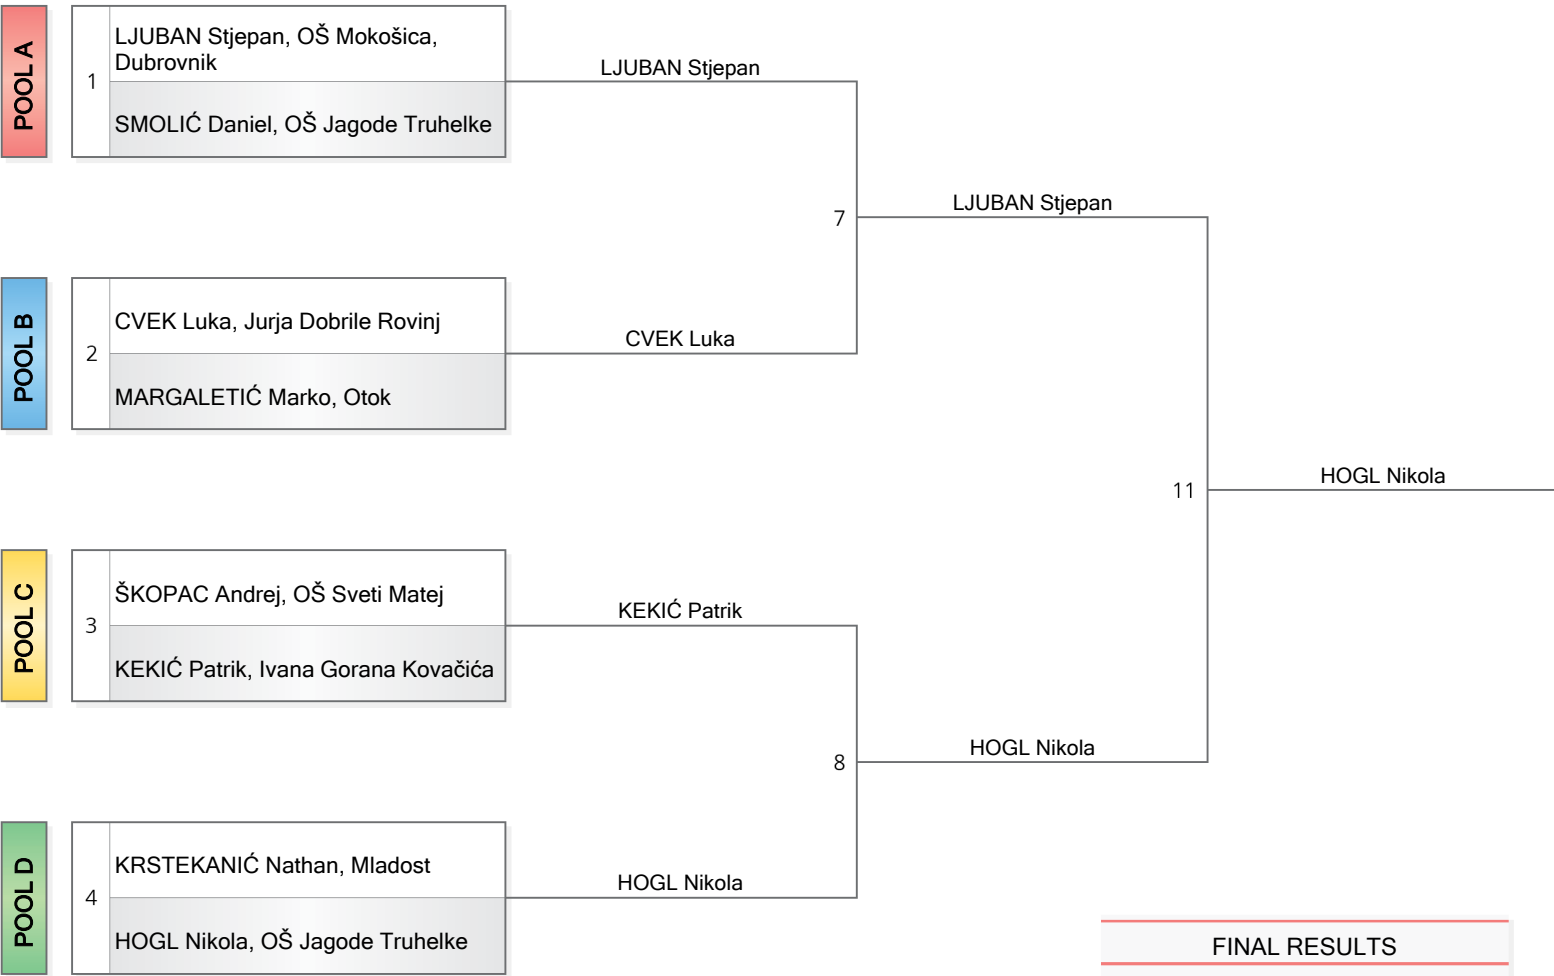 POOL A
1
LJUBAN Stjepan, OŠ Mokošica,
Dubrovnik
SMOLIĆ Daniel, OŠ Jagode Truhelke
LJUBAN Stjepan
7
LJUBAN Stjepan
POOL B
2
CVEK Luka, Jurja Dobrile Rovinj
MARGALETIĆ Marko, Otok
CVEK Luka
11
HOGL Nikola
POOL C
3
ŠKOPAC Andrej, OŠ Sveti Matej
KEKIĆ Patrik, Ivana Gorana Kovačića
KEKIĆ Patrik
8
HOGL Nikola
POOL D
4
KRSTEKANIĆ Nathan, Mladost
HOGL Nikola, OŠ Jagode Truhelke
HOGL Nikola
FINAL RESULTS